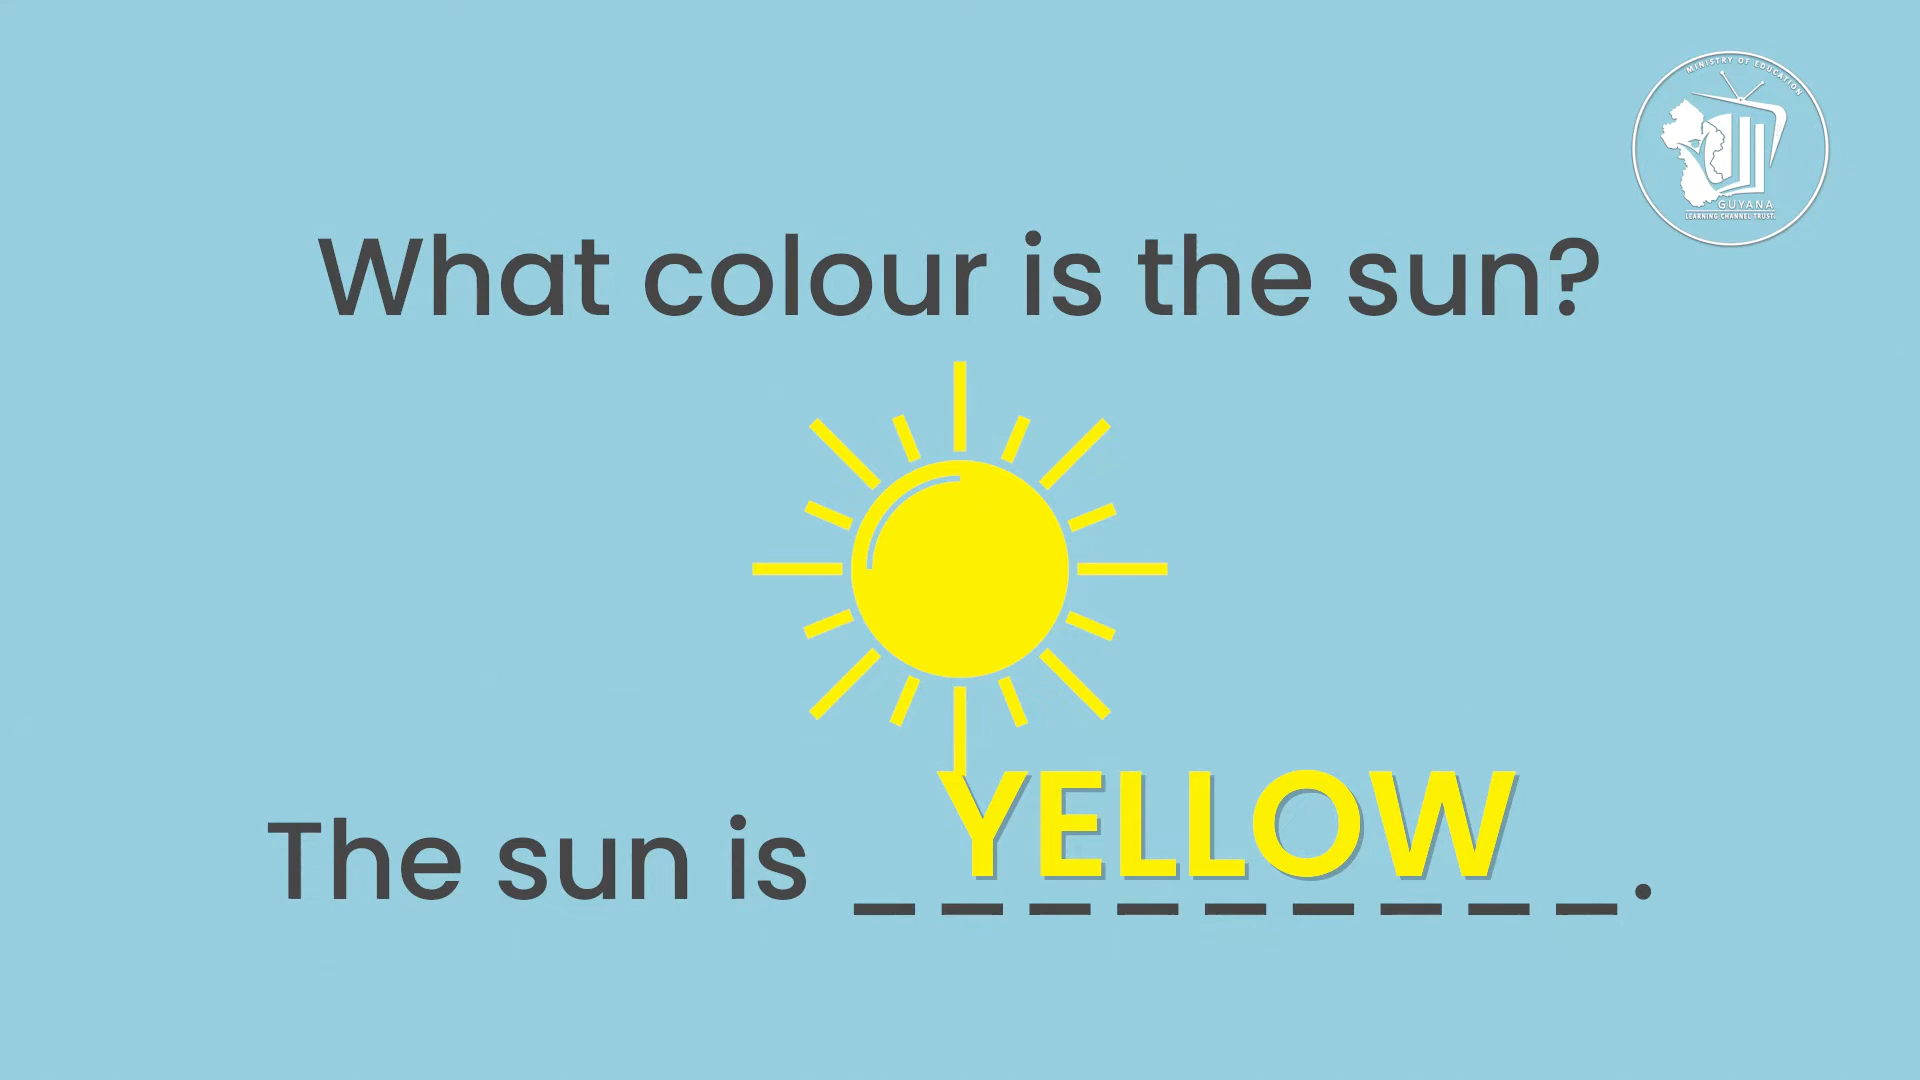 MINISTRY OF EDUCATION
GUYANA
LEARNING CHANNEL TRUST.
What colour is the sun?
YELLOW
The sun is _ _ _ _ _ _ _ _ _.